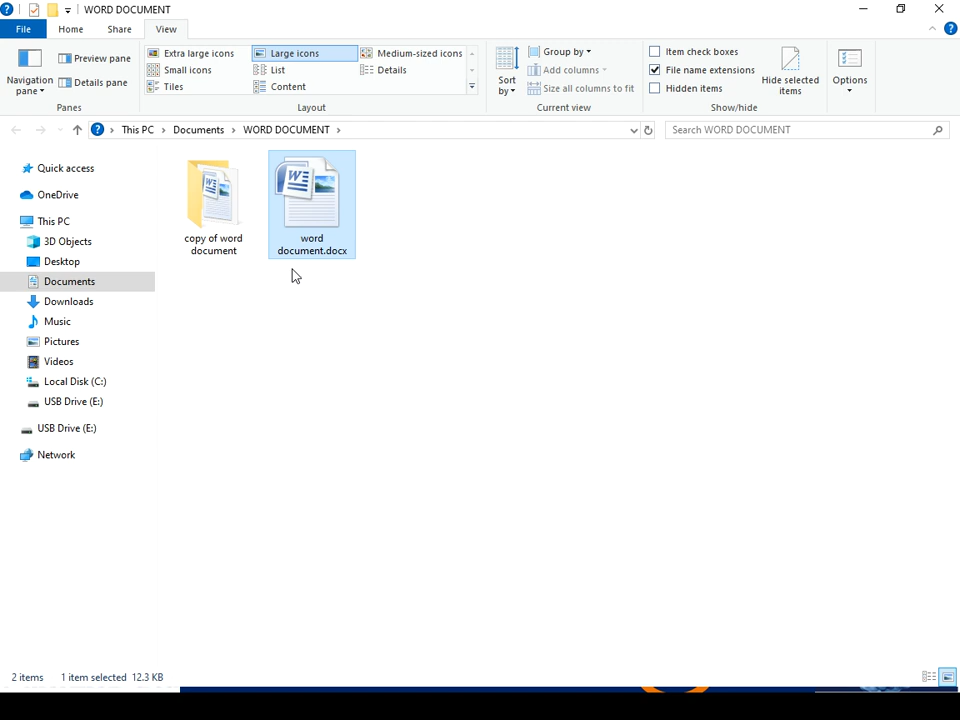 WORD DOCUMENT
File Home Share View
Navigation pane
Preview pane
Details pane
Panes
Extra large icons Large icons Medium-sized icons
Small icons List Details
Tiles Content
Layout
Sort by
Group by
Add columns
Size all columns to fit
Current view
Item check boxes
File name extensions
Hidden items
Hide selected items
Show/hide
Options
This PC > Documents > WORD DOCUMENT >
Search WORD DOCUMENT
Quick access
OneDrive
This PC
3D Objects
Desktop
Documents
Downloads
Music
Pictures
Videos
Local Disk (C:)
USB Drive (E:)
USB Drive (E:)
Network
copy of word
document
word
document.docx
2 items 1 item selected 12.3 KB